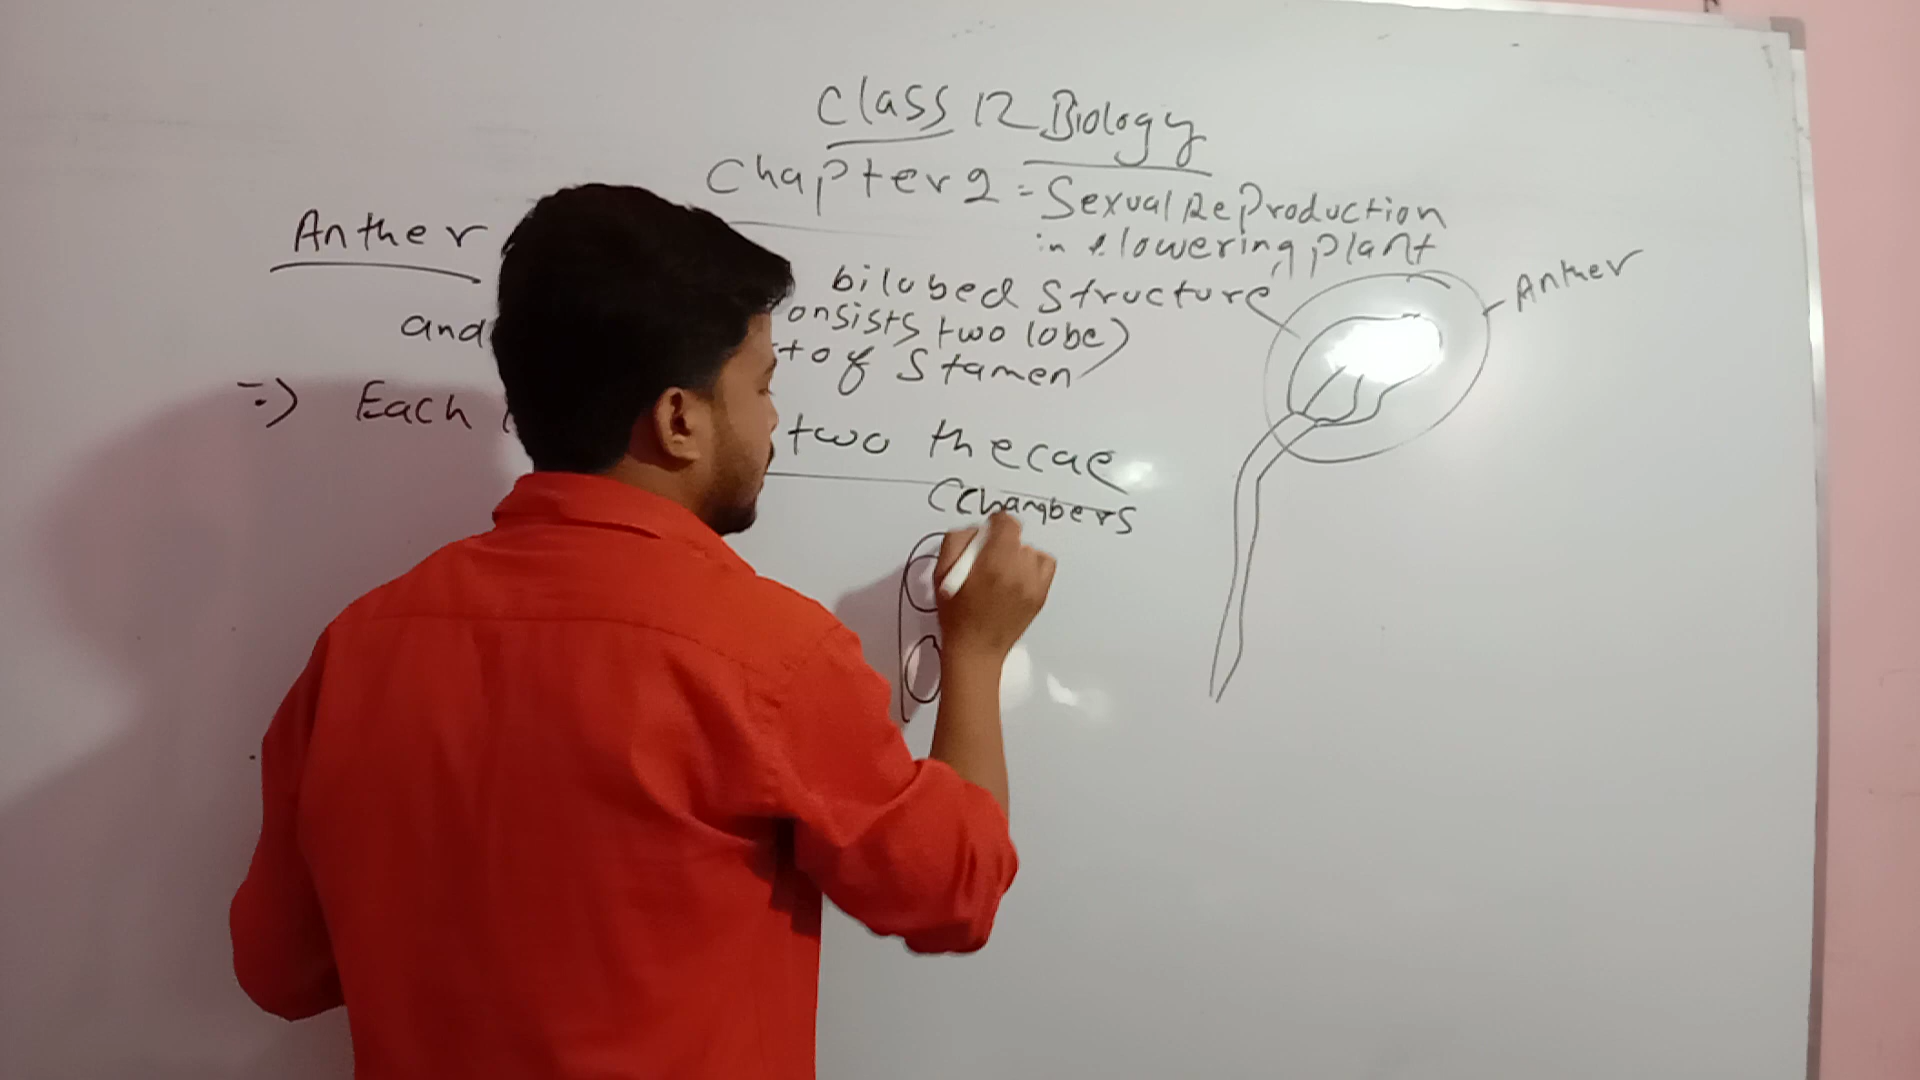 Class 12 Biology
Chapter 2 = Sexual Reproduction
in flowering plant
Anther
Anther
bilobed structure
and
onsists two lobe)
of Stamen
=> Each
two thecae
(Chambers